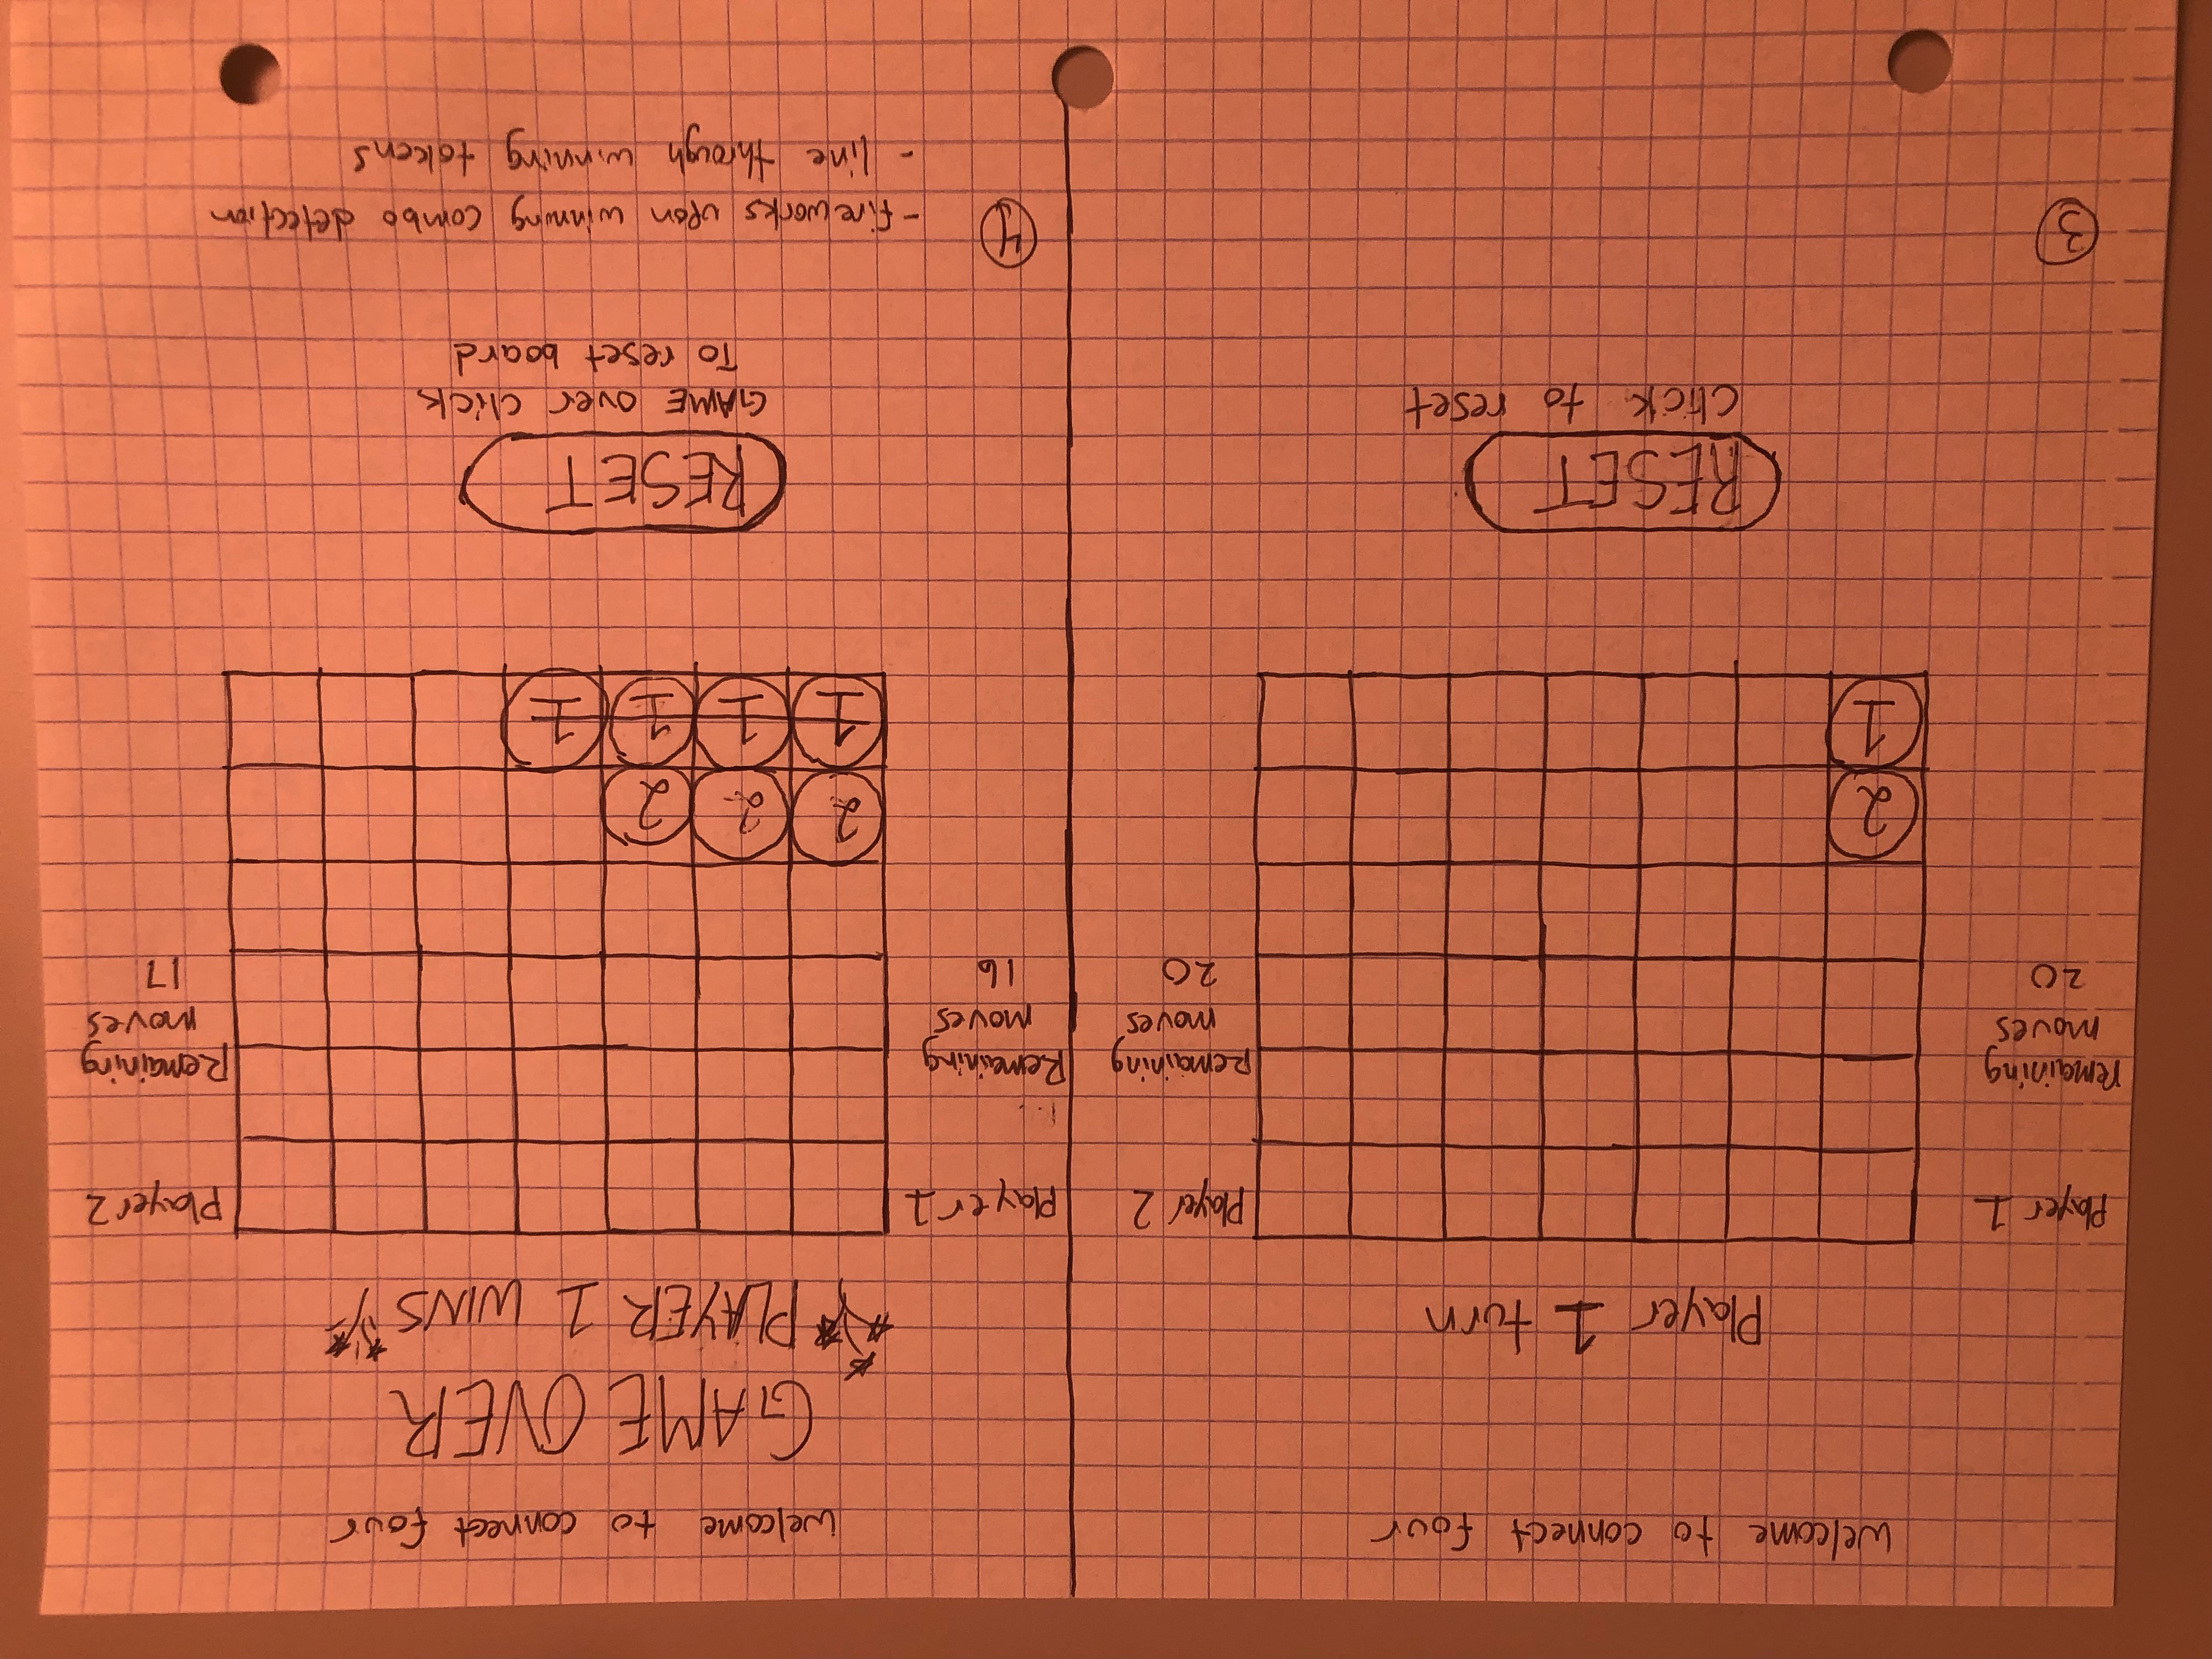 welcome to connect four
Player 1 turn
Player 1
Player 2
remaining
moves
20
remaining
moves
20
2
1
RESET
Click to reset
3
welcome to connect four
GAME OVER
PLAYER 1 WINS
Player 1
Player 2
Remaining
moves
16
Remaining
moves
17
2 2 2
1 1 1 1
RESET
GAME over click
To reset board
4
- fireworks upon winning combo detection
- line through winning tokens